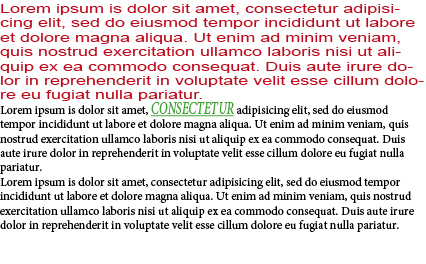 Lorem ipsum is dolor sit amet, consectetur adipisi-
cing elit, sed do eiusmod tempor incididunt ut labore
et dolore magna aliqua. Ut enim ad minim veniam,
quis nostrud exercitation ullamco laboris nisi ut ali-
quip ex ea commodo consequat. Duis aute irure do-
lor in reprehenderit in voluptate velit esse cillum dolo-
re eu fugiat nulla pariatur.
Lorem ipsum is dolor sit amet, CONSECTETUR adipisicing elit, sed do eiusmod
tempor incididunt ut labore et dolore magna aliqua. Ut enim ad minim veniam, quis
nostrud exercitation ullamco laboris nisi ut aliquip ex ea commodo consequat. Duis
aute irure dolor in reprehenderit in voluptate velit esse cillum dolore eu fugiat nulla
pariatur.
Lorem ipsum is dolor sit amet, consectetur adipisicing elit, sed do eiusmod tempor
incididunt ut labore et dolore magna aliqua. Ut enim ad minim veniam, quis nostrud
exercitation ullamco laboris nisi ut aliquip ex ea commodo consequat. Duis aute irure
dolor in reprehenderit in voluptate velit esse cillum dolore eu fugiat nulla pariatur.